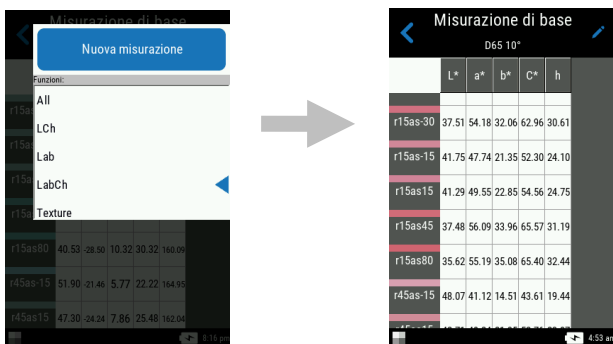 Misurazione di base
Nuova misurazione
Funzioni:
All
LCh
Lab
LabCh
Texture
r15as80 40.53 -28.50 10.32 30.32 160.09
r45as-15 51.90 -21.46 5.77 22.22 164.95
r45as15 47.30 -24.24 7.86 25.48 162.04
8:16 pm
Misurazione di base
D65 10°
L* a* b* C* h
r15as-30 37.51 54.18 32.06 62.96 30.61
r15as-15 41.75 47.74 21.35 52.30 24.10
r15as15 41.29 49.55 22.85 54.56 24.75
r15as45 37.48 56.09 33.96 65.57 31.19
r15as80 35.62 55.19 35.08 65.40 32.44
r45as-15 48.07 41.12 14.51 43.61 19.44
4:53 am